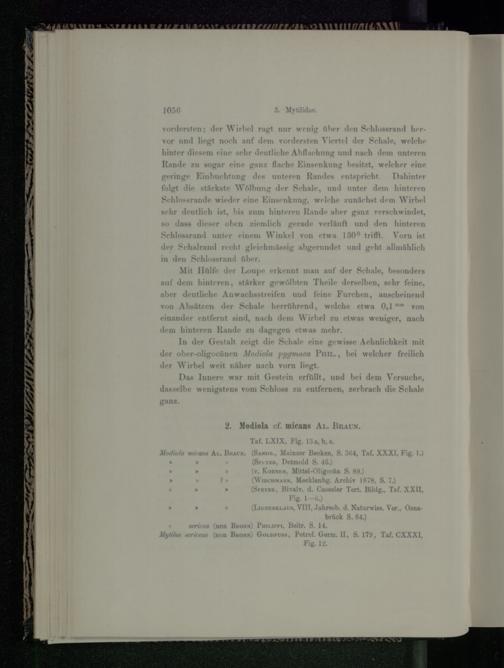 1056
3. Mytilidae.
vordersten; der Wirbel ragt nur wenig über den Schlossrand her-
vor und liegt noch auf dem vordersten Viertel der Schale, welche
hinter diesem eine sehr deutliche Abflachung und nach dem unteren
Rande zu sogar eine ganz flache Einsenkung besitzt, welcher eine
geringe Einbuchtung des unteren Randes entspricht. Dahinter
folgt die stärkste Wölbung der Schale, und unter dem hinteren
Schlossrande wieder eine Einsenkung, welche zunächst dem Wirbel
sehr deutlich ist, bis zum hinteren Rande aber ganz verschwindet,
so dass dieser oben ziemlich gerade verläuft und den hinteren
Schlossrand unter einem Winkel von etwa 130° trifft. Vorn ist
der Schalrand recht gleichmässig abgerundet und geht allmählich
in den Schlossrand über.
Mit Hülfe der Loupe erkennt man auf der Schale, besonders
auf dem hinteren, stärker gewölbten Theile derselben, sehr feine,
aber deutliche Anwachsstreifen und feine Furchen, anscheinend
von Absätzen der Schale herrührend, welche etwa 0,1 mm von
einander entfernt sind, nach dem Wirbel zu etwas weniger, nach
dem hinteren Rande zu dagegen etwas mehr.
In der Gestalt zeigt die Schale eine gewisse Aehnlichkeit mit
der ober-oligocänen Modiola pygmaea PHIL., bei welcher freilich
der Wirbel weit näher nach vorn liegt.
Das Innere war mit Gestein erfüllt, und bei dem Versuche,
dasselbe wenigstens vom Schloss zu entfernen, zerbrach die Schale
ganz.
2. Modiola cf. micans AL. BRAUN.
Taf. LXIX, Fig. 13 a, b, c.
Modiola micans AL. BRAUN. (SANDB., Mainzer Becken, S. 364, Taf. XXXI, Fig. 1.)
» » » (SPEYER, Detmold S. 46.)
» » » (v. KOENEN, Mittel-Oligocän S. 89.)
» » ? » (WIECHMANN, Mecklenbg. Archiv 1878, S. 7.)
» » » (SPEYER, Bivalv. d. Casseler Tert. Bildg., Taf. XXII,
Fig. 1—6.)
» » » (LIENENKLAUS, VIII, Jahresb. d. Naturwiss. Ver., Osna-
brück S. 64.)
» sericea (non BRONN) PHILIPPI, Beitr. S. 14.
Mytilus sericeus (non BRONN) GOLDFUSS, Petref. Germ. II, S. 179, Taf. CXXXI,
Fig. 12.